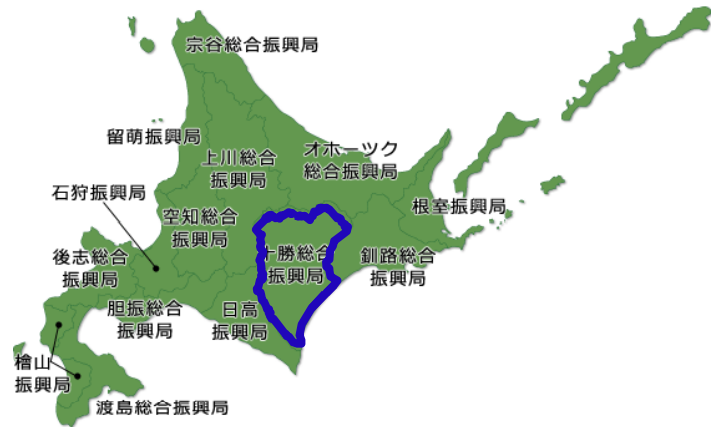 宗谷総合振興局
留萌振興局
上川総合
振興局
オホーツク
総合振興局
石狩振興局
空知総合
振興局
根室振興局
後志総合
振興局
十勝総合
振興局
釧路総合
振興局
胆振総合
振興局
日高
振興局
檜山
振興局
渡島総合振興局